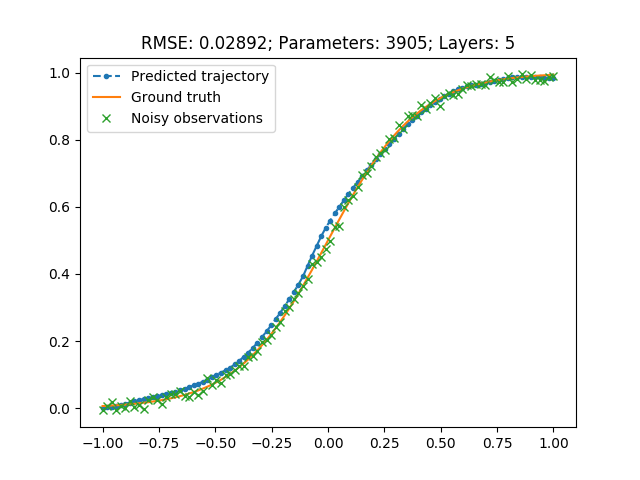 RMSE: 0.02892; Parameters: 3905; Layers: 5
Predicted trajectory
Ground truth
Noisy observations
1.0
0.8
0.6
0.4
0.2
0.0
−1.00 −0.75 −0.50 −0.25 0.00 0.25 0.50 0.75 1.00